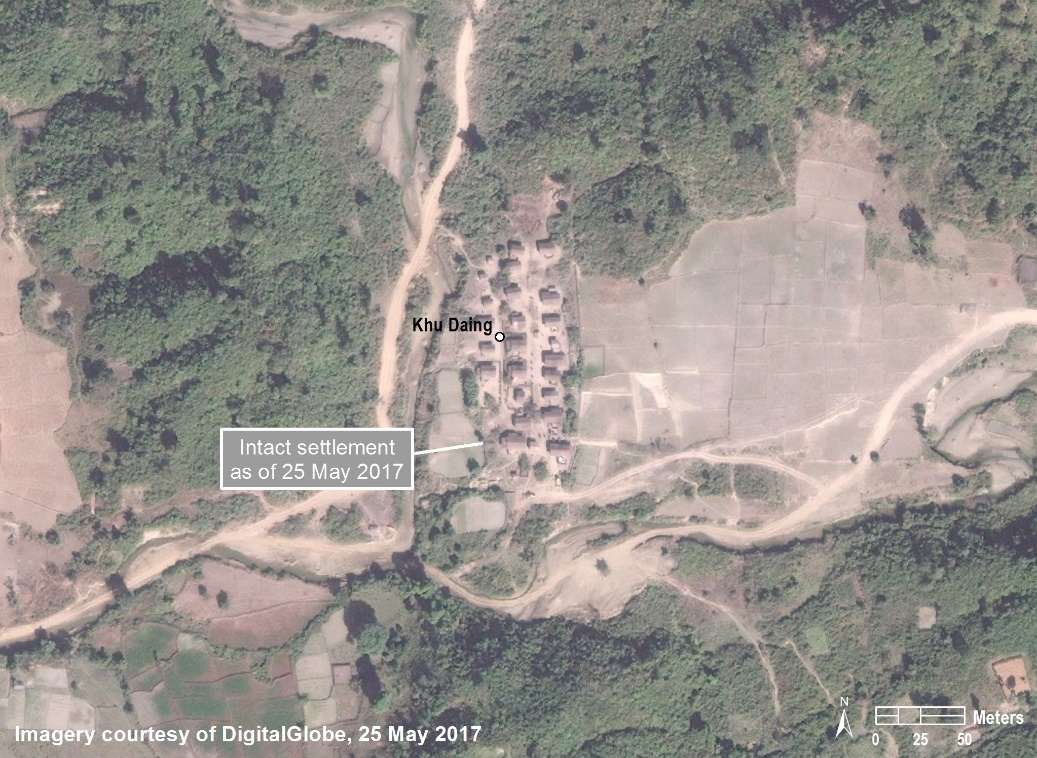 Khu Daing
Intact settlement
as of 25 May 2017
N
Meters
0 25 50
Imagery courtesy of DigitalGlobe, 25 May 2017